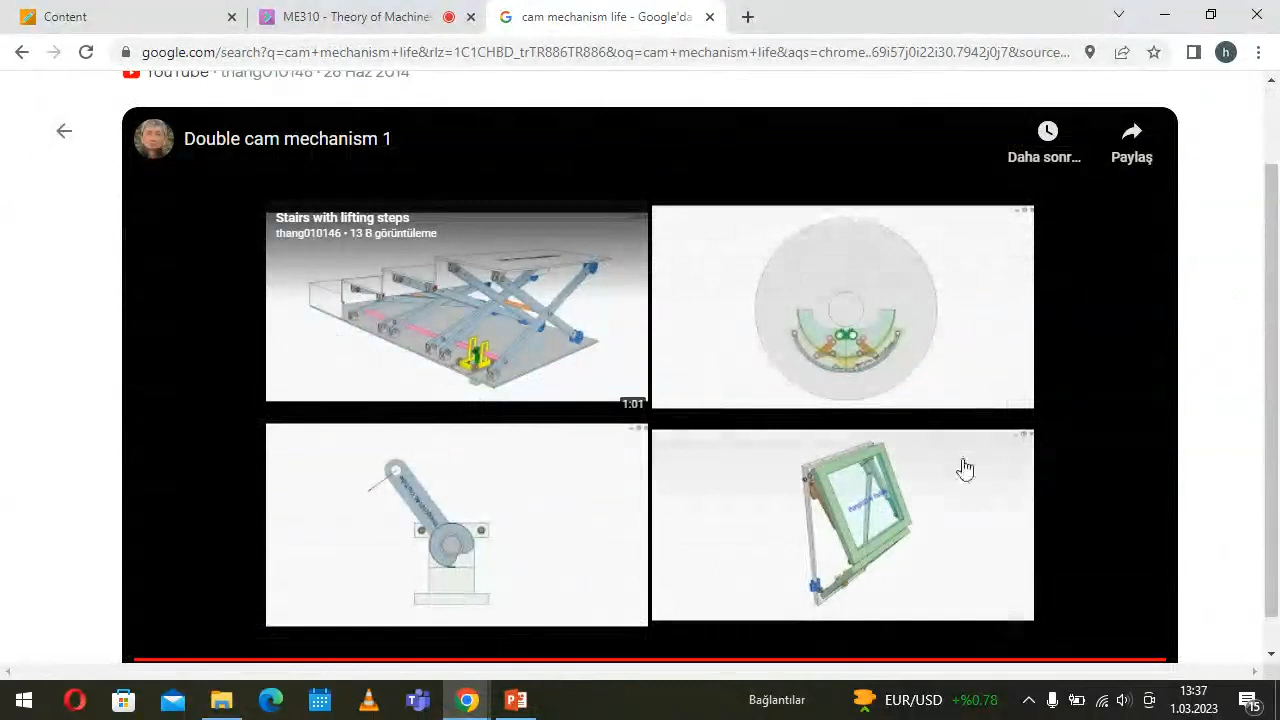 Content
ME310 - Theory of Machines
cam mechanism life - Google'da
google.com/search?q=cam+mechanism+life&rlz=1C1CHBD_trTR886TR886&oq=cam+mechanism+life&aqs=chrome..69i57j0i22i30.7942j0j7&source...
h
YouTube · thang010146 · 28 Haz 2014
Double cam mechanism 1
Daha sonr...
Paylaş
Stairs with lifting steps
thang010146 • 13 B görüntüleme
1:01
Bağlantılar
EUR/USD
+%0.78
13:37
1.03.2023
15